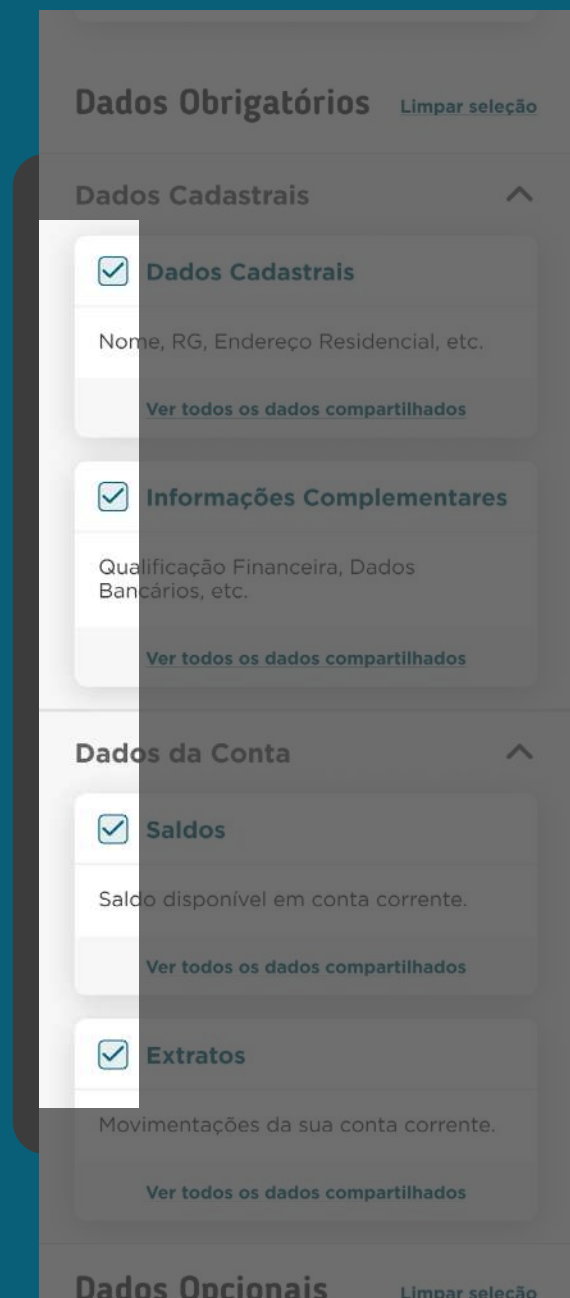 Dados Obrigatórios Limpar seleção
Dados Cadastrais
Dados Cadastrais
Nome, RG, Endereço Residencial, etc.
Ver todos os dados compartilhados
Informações Complementares
Qualificação Financeira, Dados
Bancários, etc.
Ver todos os dados compartilhados
Dados da Conta
Saldos
Saldo disponível em conta corrente.
Ver todos os dados compartilhados
Extratos
Movimentações da sua conta corrente.
Ver todos os dados compartilhados
Dados Opcionais Limpar seleção